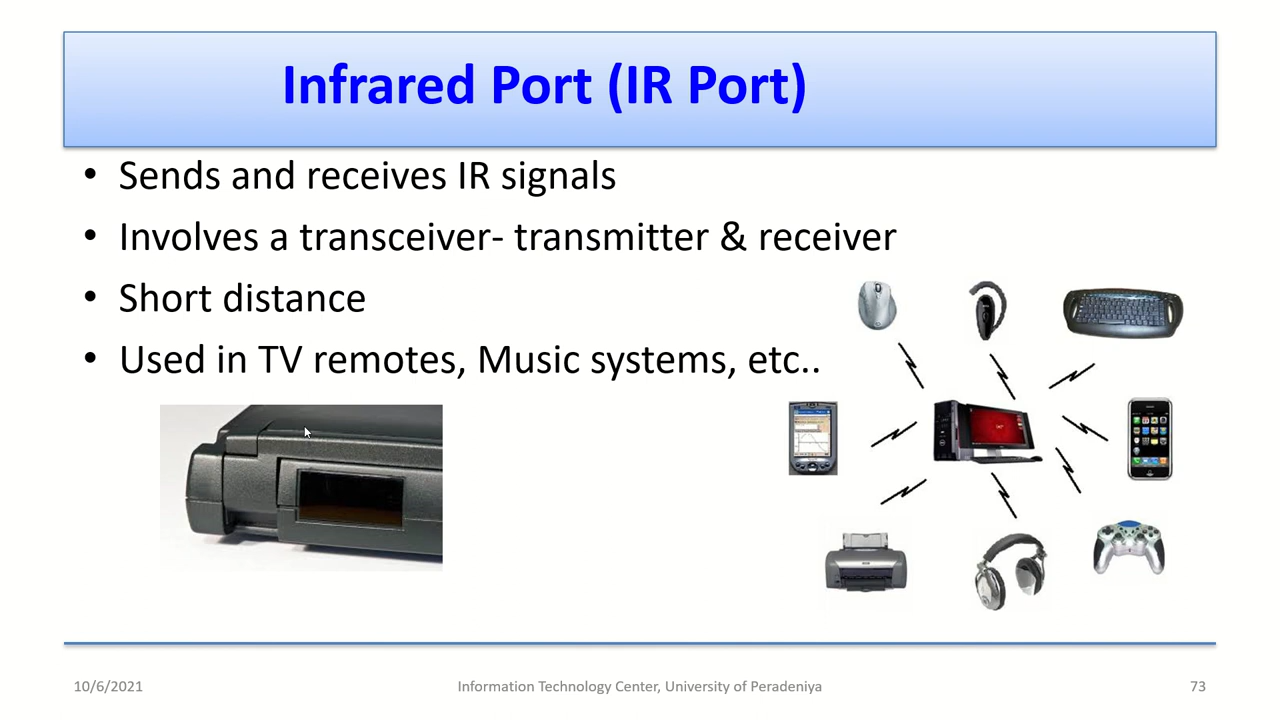 Infrared Port (IR Port)
• Sends and receives IR signals
• Involves a transceiver- transmitter & receiver
• Short distance
• Used in TV remotes, Music systems, etc..
10/6/2021
Information Technology Center, University of Peradeniya
73